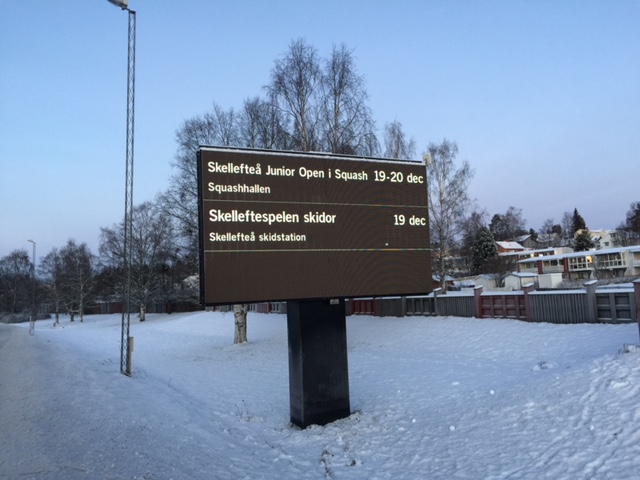 Skellefteå Junior Open i Squash 19-20 dec
Squashhallen
Skelleftespelen skidor 19 dec
Skellefteå skidstation